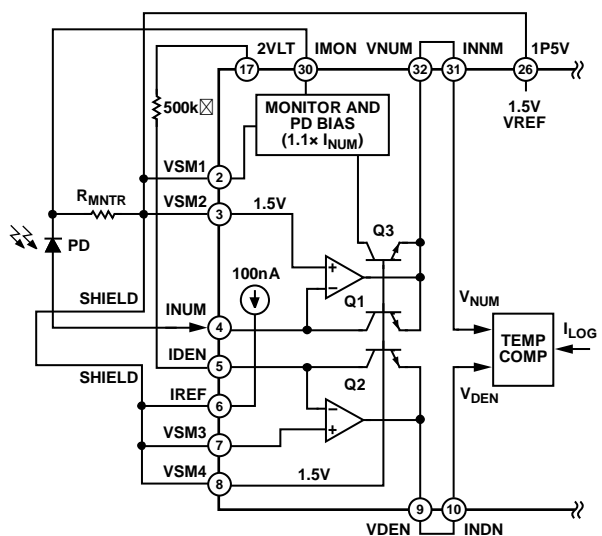 2VLT IMON VNUM INNM 1P5V
17 30 32 31 26
500k
MONITOR AND
PD BIAS
(1.1× INUM)
1.5V
VREF
VSM1
2
RMNTR
VSM2
3
1.5V
Q3
PD
100nA
SHIELD
INUM
4
Q1
VNUM
IDEN
5
TEMP
COMP
ILOG
SHIELD
Q2
IREF
6
VDEN
VSM3
7
VSM4
8
1.5V
9 10
VDEN INDN